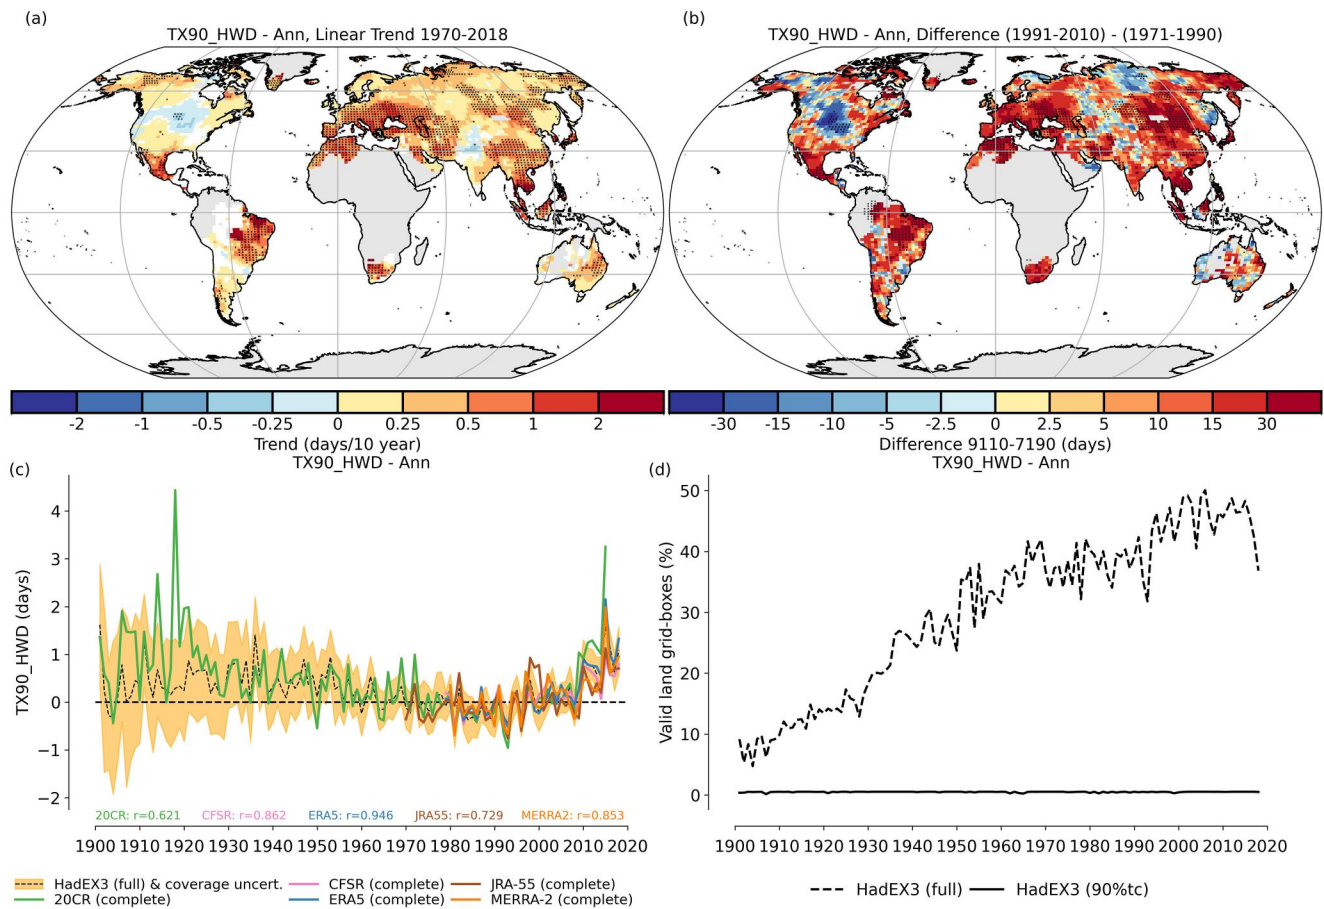 (a)
TX90_HWD - Ann, Linear Trend 1970-2018
(b)
TX90_HWD - Ann, Difference (1991-2010) - (1971-1990)
-2 -1 -0.5 -0.25 0 0.25 0.5 1 2
Trend (days/10 year)
-30 -15 -10 -5 -2.5 0 2.5 5 10 15 30
Difference 9110-7190 (days)
(c)
TX90_HWD - Ann
TX90_HWD (days)
4
3
2
1
0
−1
−2
20CR: r=0.621 CFSR: r=0.862 ERA5: r=0.946 JRA55: r=0.729 MERRA2: r=0.853
1900 1910 1920 1930 1940 1950 1960 1970 1980 1990 2000 2010 2020
HadEX3 (full) & coverage uncert.
20CR (complete)
CFSR (complete)
ERA5 (complete)
JRA-55 (complete)
MERRA-2 (complete)
(d)
TX90_HWD - Ann
Valid land grid-boxes (%)
50
40
30
20
10
0
1900 1910 1920 1930 1940 1950 1960 1970 1980 1990 2000 2010 2020
HadEX3 (full) HadEX3 (90%tc)